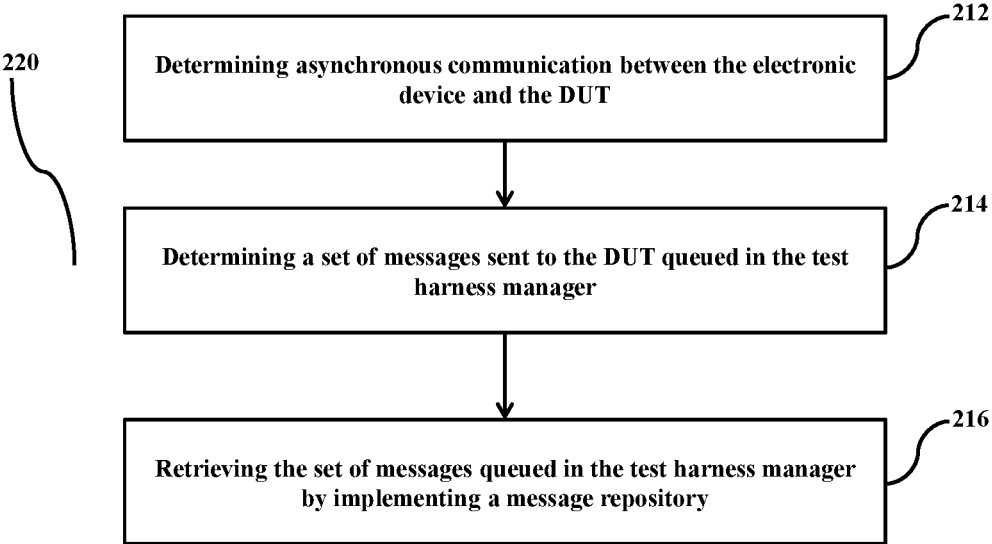 212
220
Determining asynchronous communication between the electronic
device and the DUT
214
Determining a set of messages sent to the DUT queued in the test
harness manager
216
Retrieving the set of messages queued in the test harness manager
by implementing a message repository